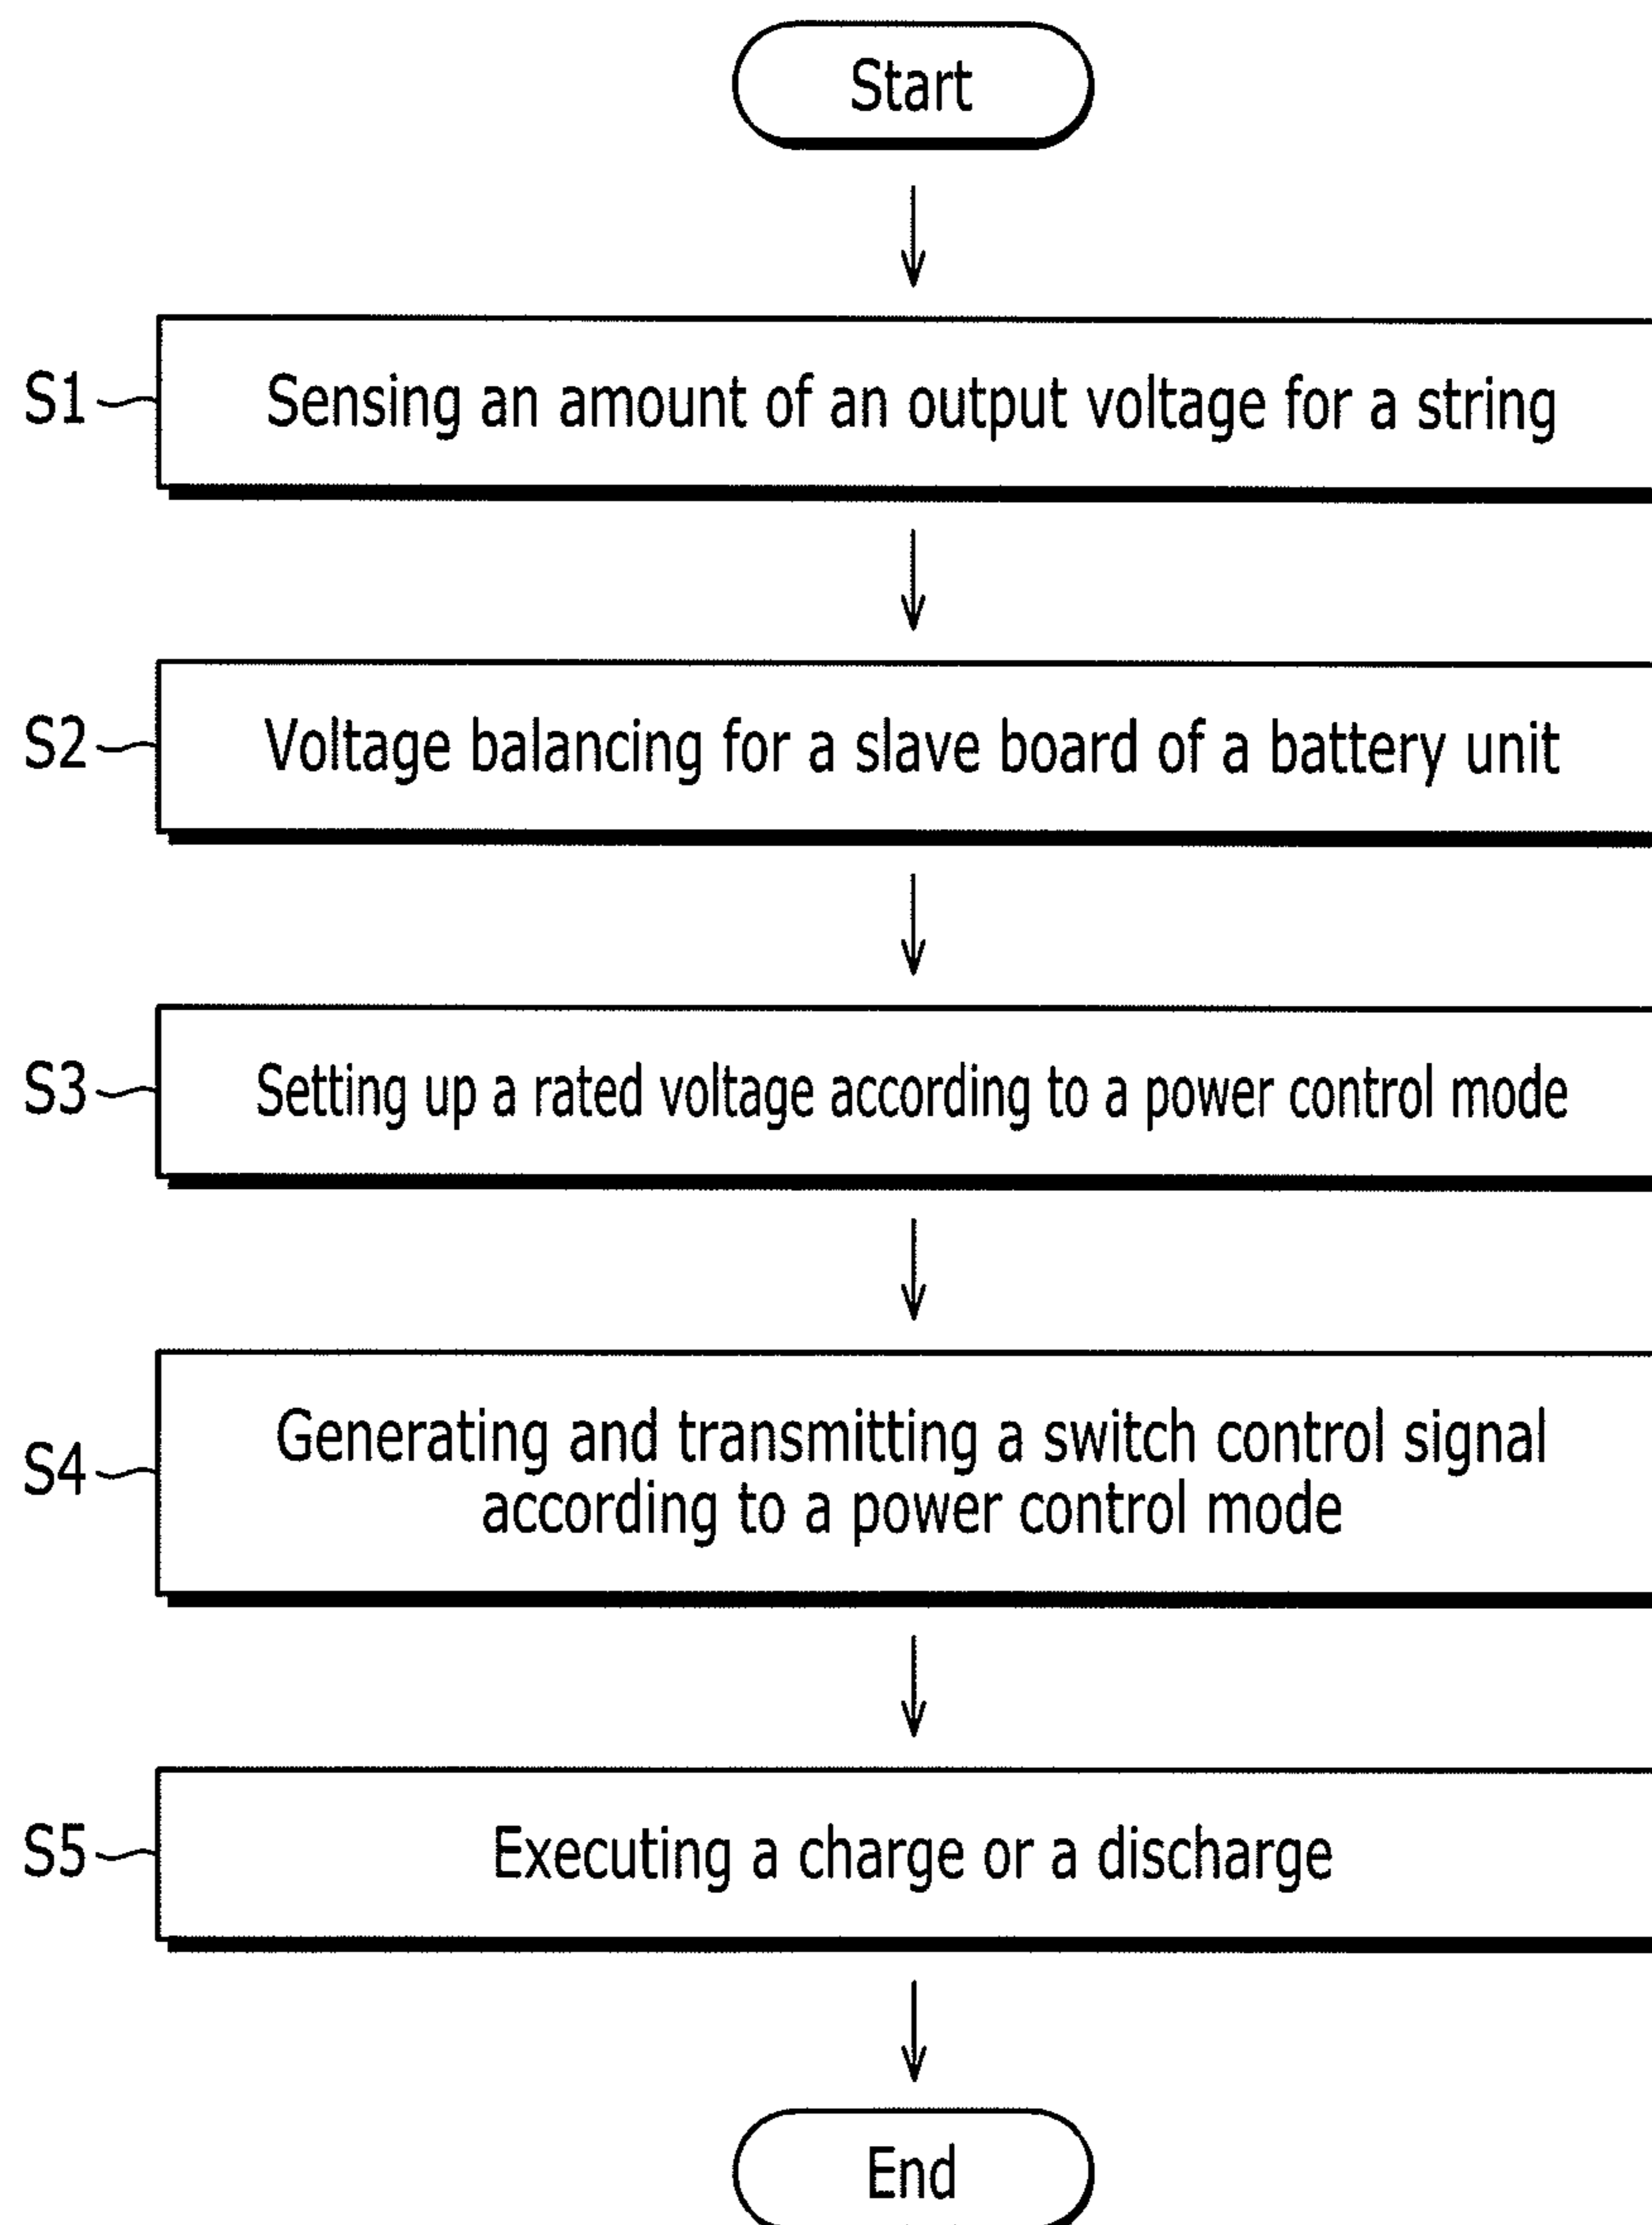 Start
S1 Sensing an amount of an output voltage for a string
S2 Voltage balancing for a slave board of a battery unit
S3 Setting up a rated voltage according to a power control mode
S4 Generating and transmitting a switch control signal
according to a power control mode
S5 Executing a charge or a discharge
End